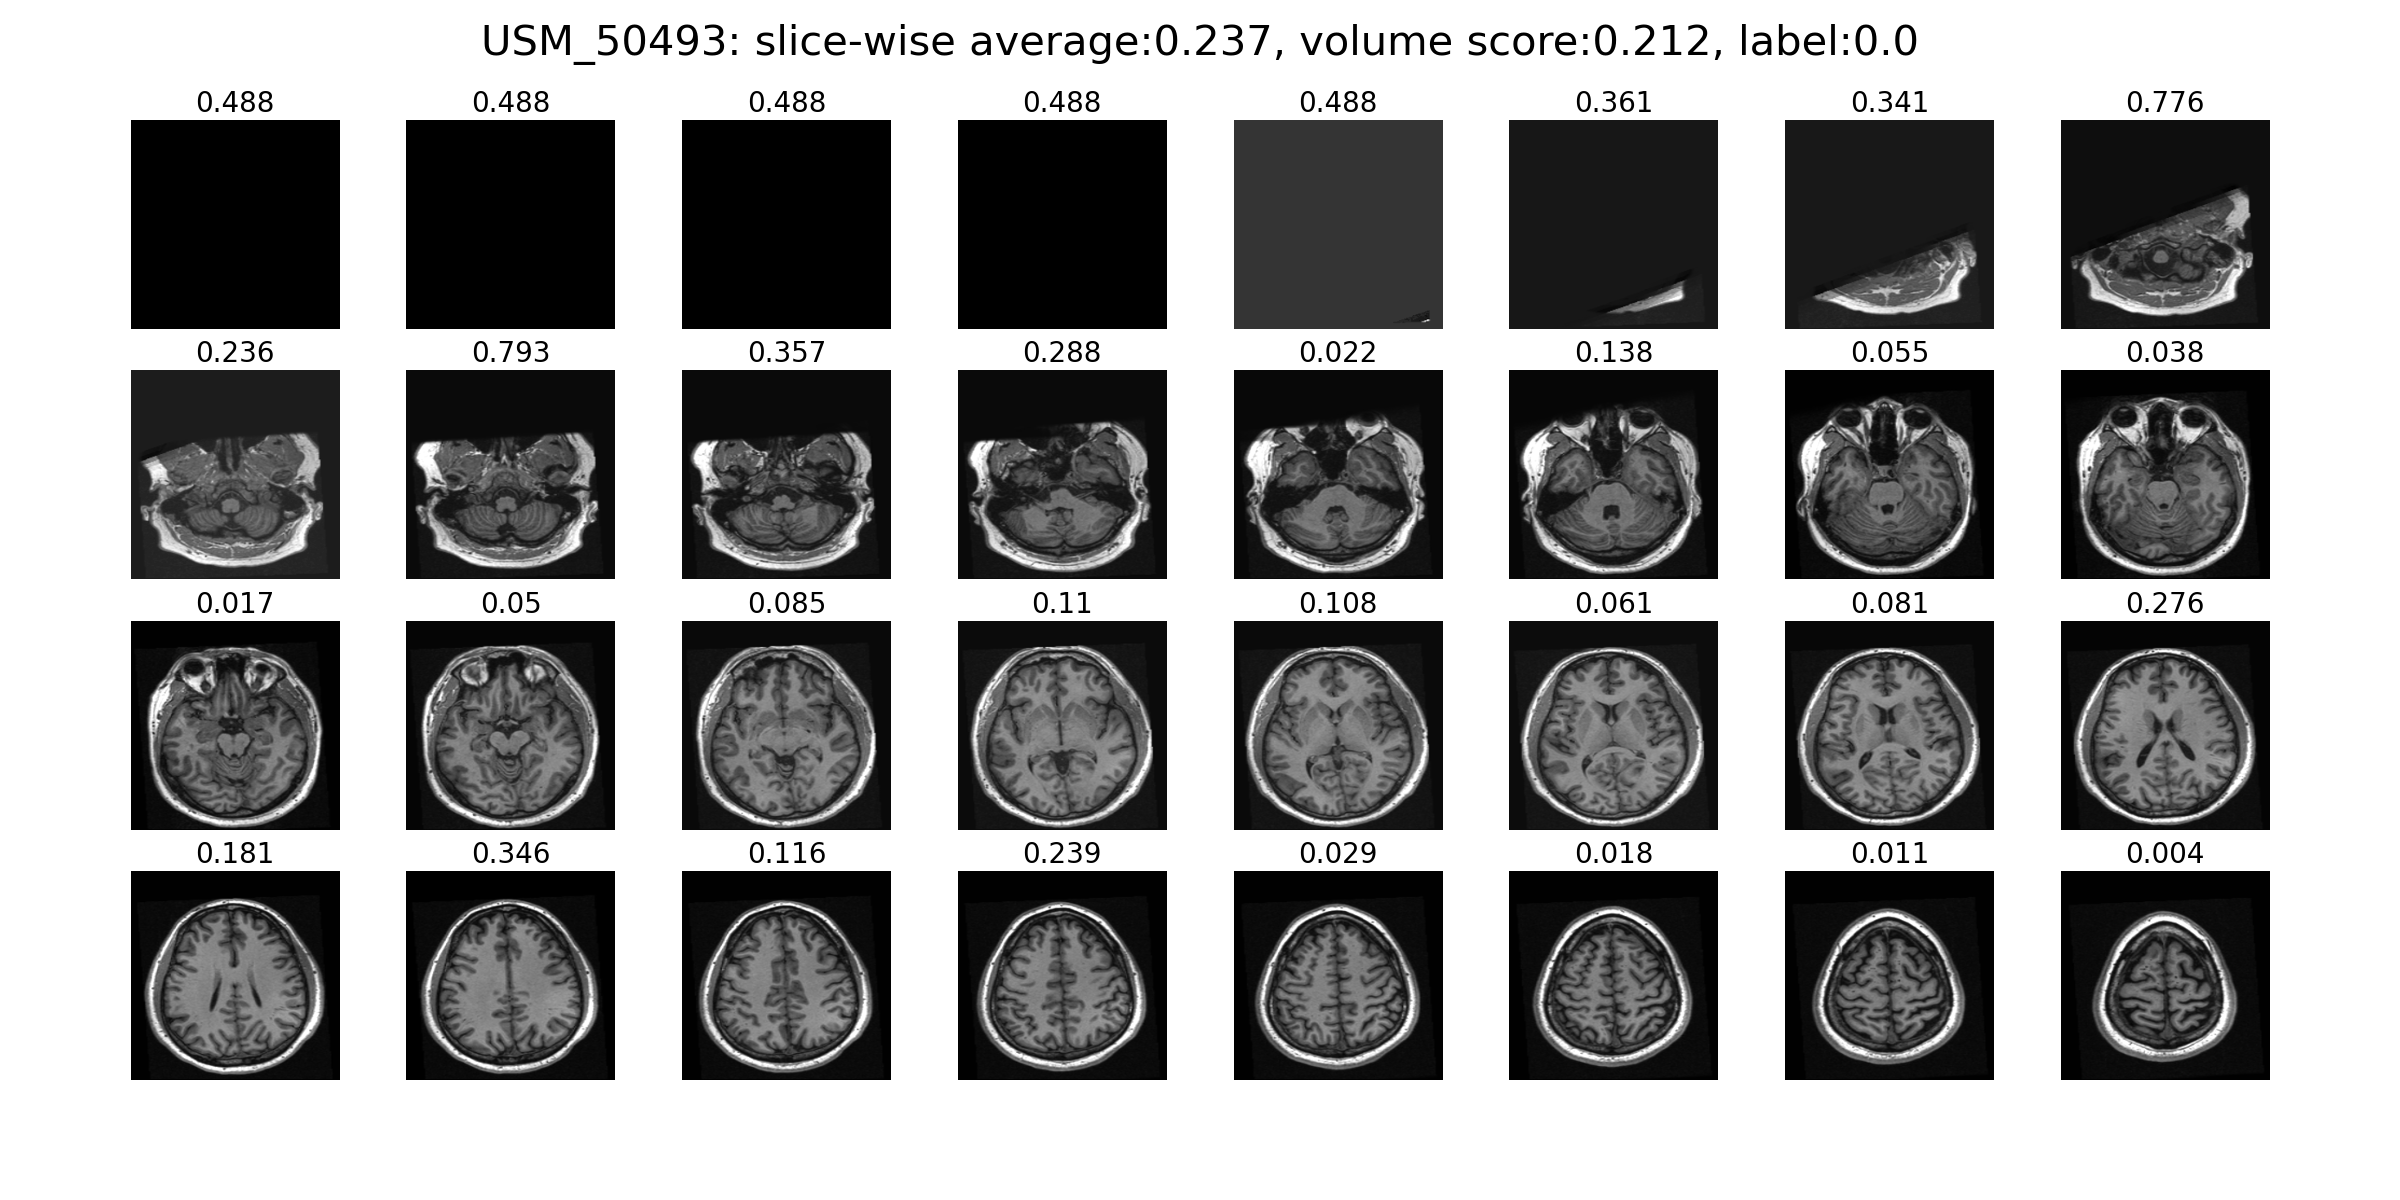 USM_50493: slice-wise average:0.237, volume score:0.212, label:0.0
0.488 0.488 0.488 0.488 0.488 0.361 0.341 0.776
0.236 0.793 0.357 0.288 0.022 0.138 0.055 0.038
0.017 0.05 0.085 0.11 0.108 0.061 0.081 0.276
0.181 0.346 0.116 0.239 0.029 0.018 0.011 0.004